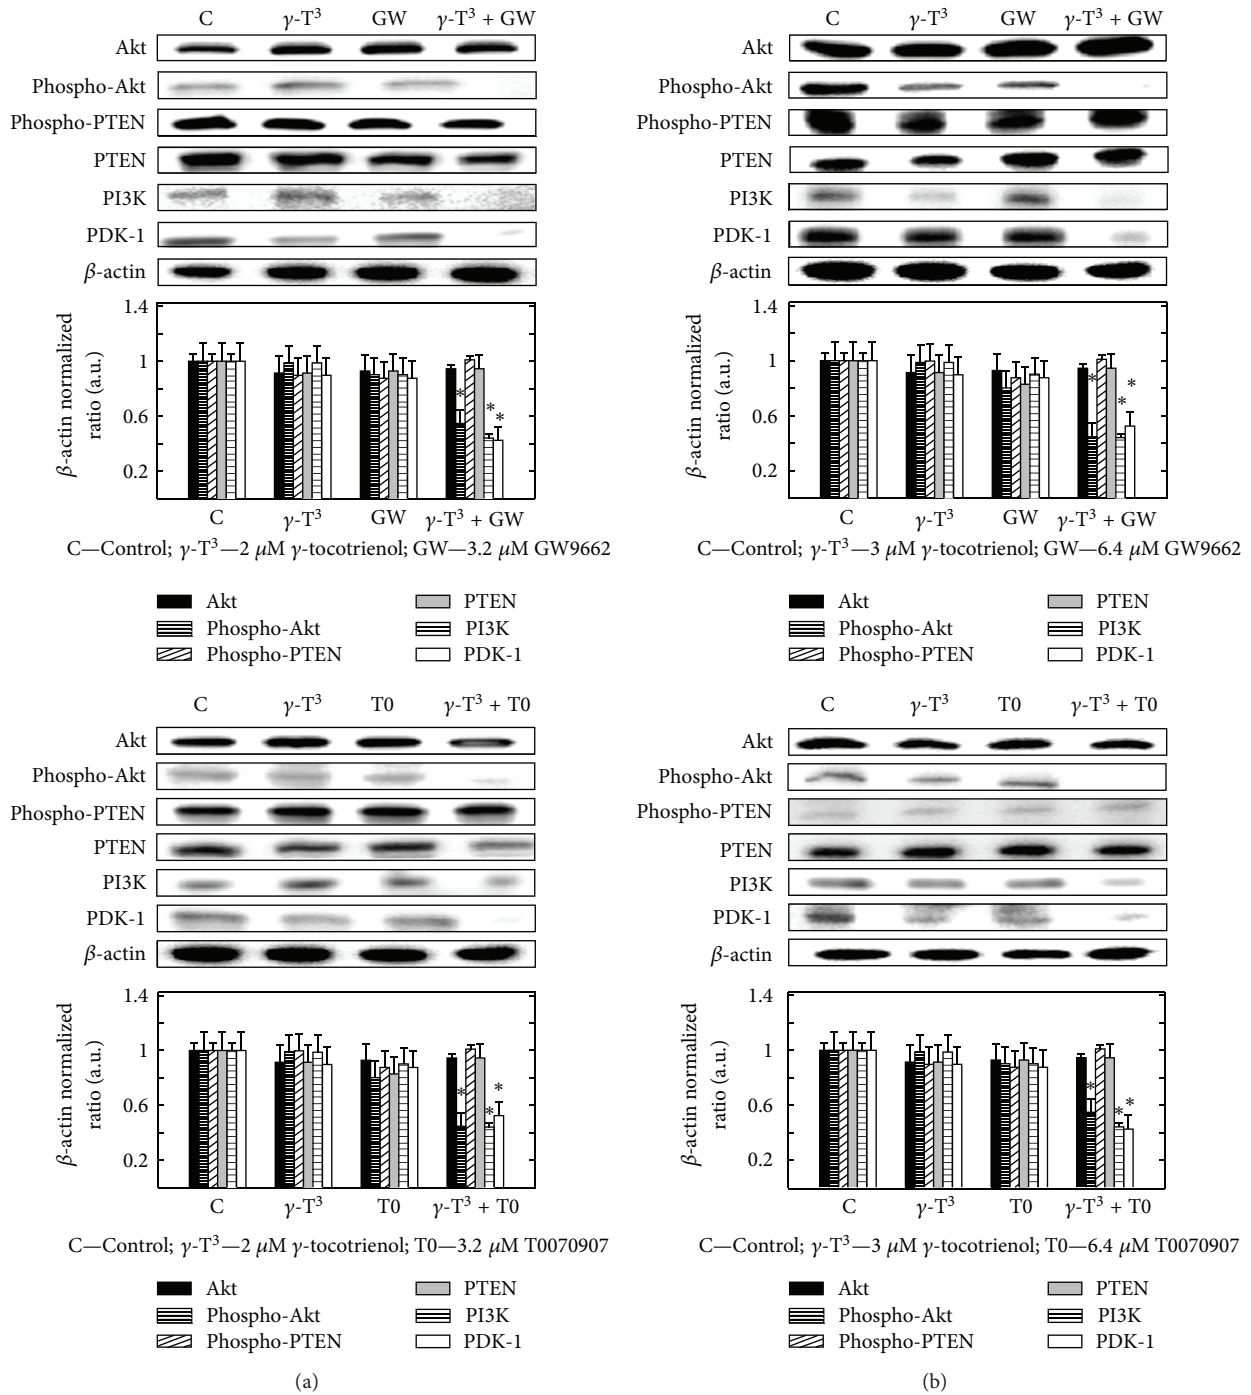 C γ-T³ GW γ-T³ + GW
Akt
Phospho-Akt
Phospho-PTEN
PTEN
PI3K
PDK-1
β-actin
1.4
1
0.6
0.2
β-actin normalized
ratio (a.u.)
* * *
C γ-T³ GW γ-T³ + GW
C—Control; γ-T³—2 μM γ-tocotrienol; GW—3.2 μM GW9662
Akt PTEN
Phospho-Akt PI3K
Phospho-PTEN PDK-1
C γ-T³ GW γ-T³ + GW
Akt
Phospho-Akt
Phospho-PTEN
PTEN
PI3K
PDK-1
β-actin
1.4
1
0.6
0.2
β-actin normalized
ratio (a.u.)
* * *
C γ-T³ GW γ-T³ + GW
C—Control; γ-T³—3 μM γ-tocotrienol; GW—6.4 μM GW9662
Akt PTEN
Phospho-Akt PI3K
Phospho-PTEN PDK-1
C γ-T³ T0 γ-T³ + T0
Akt
Phospho-Akt
Phospho-PTEN
PTEN
PI3K
PDK-1
β-actin
1.4
1
0.6
0.2
β-actin normalized
ratio (a.u.)
* * *
C γ-T³ T0 γ-T³ + T0
C—Control; γ-T³—2 μM γ-tocotrienol; T0—3.2 μM T0070907
Akt PTEN
Phospho-Akt PI3K
Phospho-PTEN PDK-1
(a)
C γ-T³ T0 γ-T³ + T0
Akt
Phospho-Akt
Phospho-PTEN
PTEN
PI3K
PDK-1
β-actin
1.4
1
0.6
0.2
β-actin normalized
ratio (a.u.)
* * *
C γ-T³ T0 γ-T³ + T0
C—Control; γ-T³—3 μM γ-tocotrienol; T0—6.4 μM T0070907
Akt PTEN
Phospho-Akt PI3K
Phospho-PTEN PDK-1
(b)